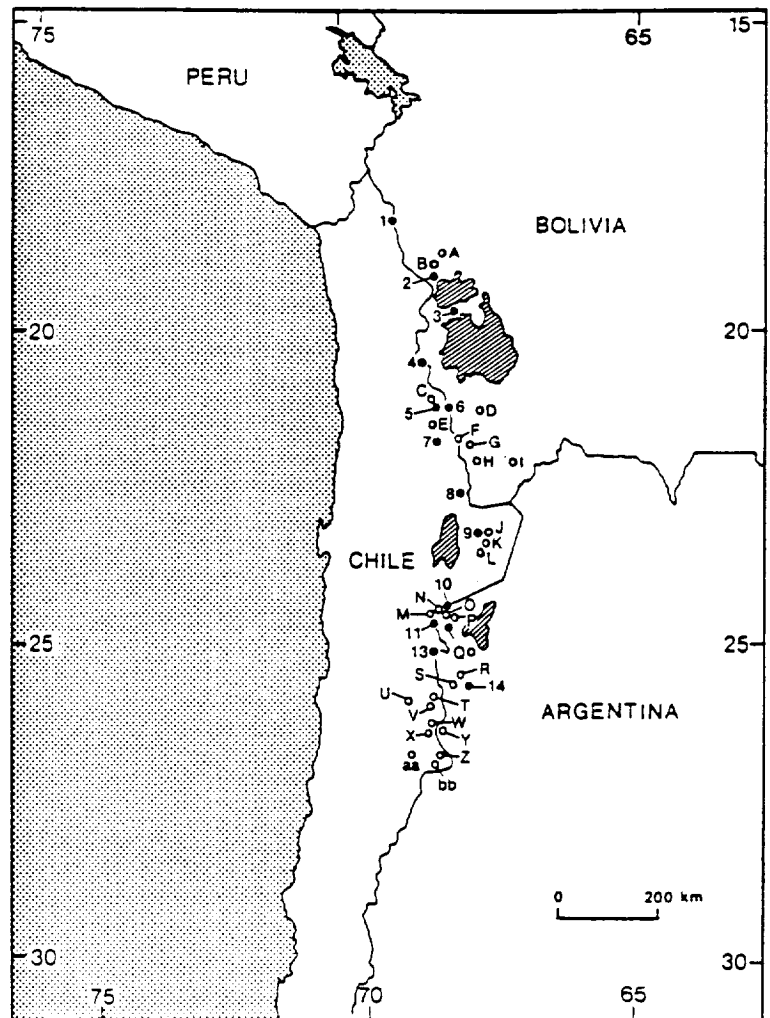 75 65 15
PERU
BOLIVIA
1
A
B
2
3
20 20
4
C
5 6 D
E F
7 G
H I
8
9 J
K
CHILE L
10
N O
M P
11
25 13 Q 25
S R
14
U T
V ARGENTINA
W
X Y
Z
aa
bb
0 200 km
30 30
75 70 65